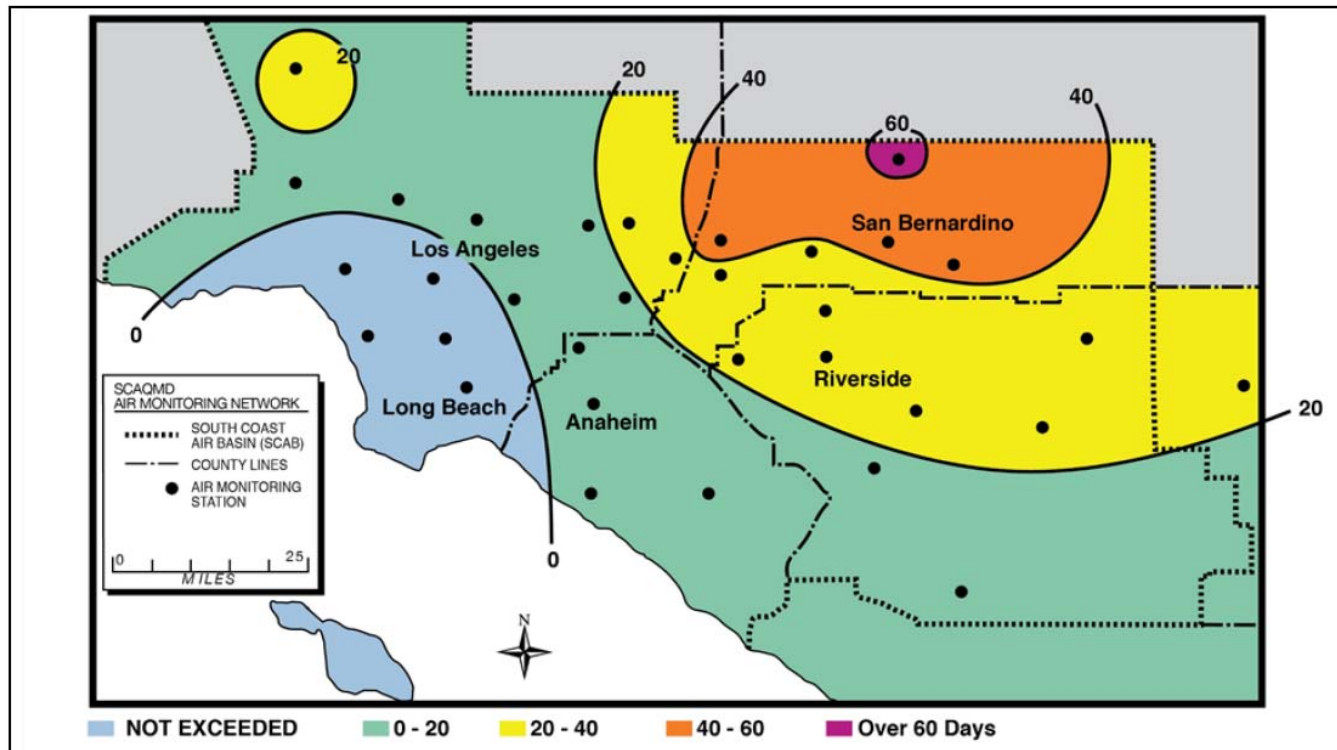 20
20
40
40
60
San Bernardino
Los Angeles
0
SCAQMD
AIR MONITORING NETWORK
SOUTH COAST
AIR BASIN (SCAB)
COUNTY LINES
AIR MONITORING
STATION
0 25
MILES
Long Beach
Anaheim
Riverside
20
0
N
NOT EXCEEDED 0 - 20 20 - 40 40 - 60 Over 60 Days